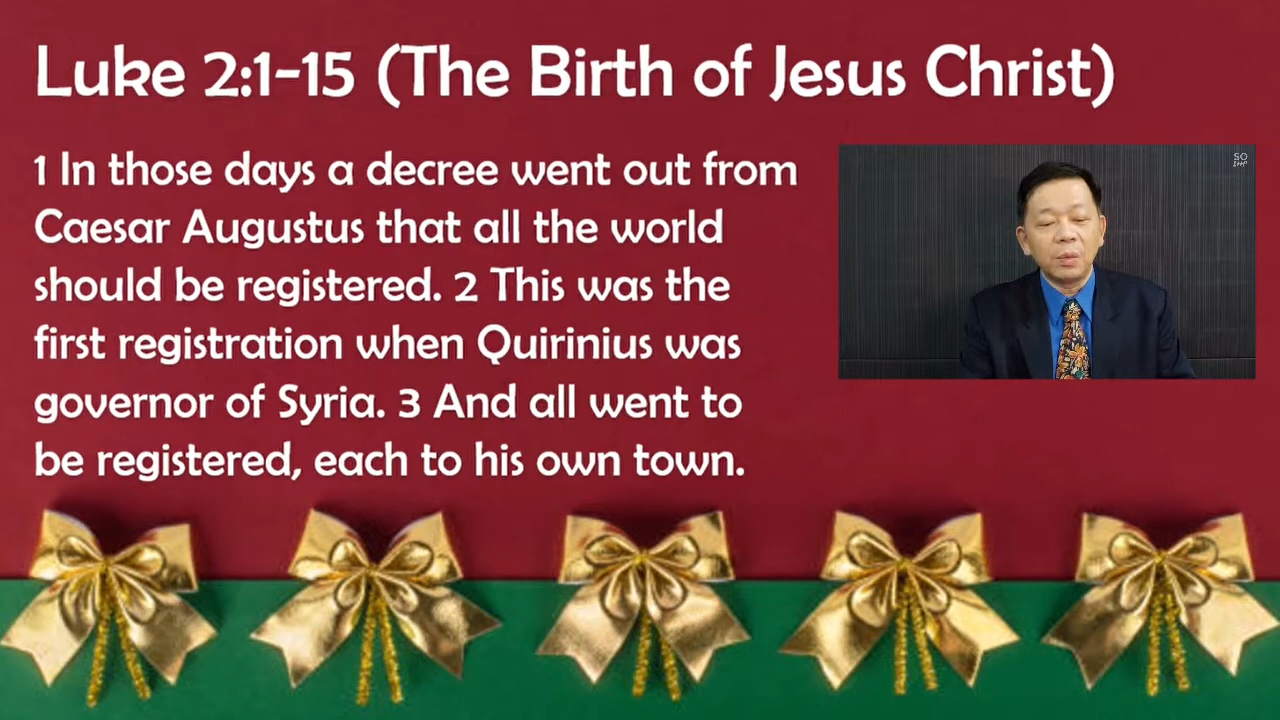 Luke 2:1-15 (The Birth of Jesus Christ)
1 In those days a decree went out from
Caesar Augustus that all the world
should be registered. 2 This was the
first registration when Quirinius was
governor of Syria. 3 And all went to
be registered, each to his own town.
SO